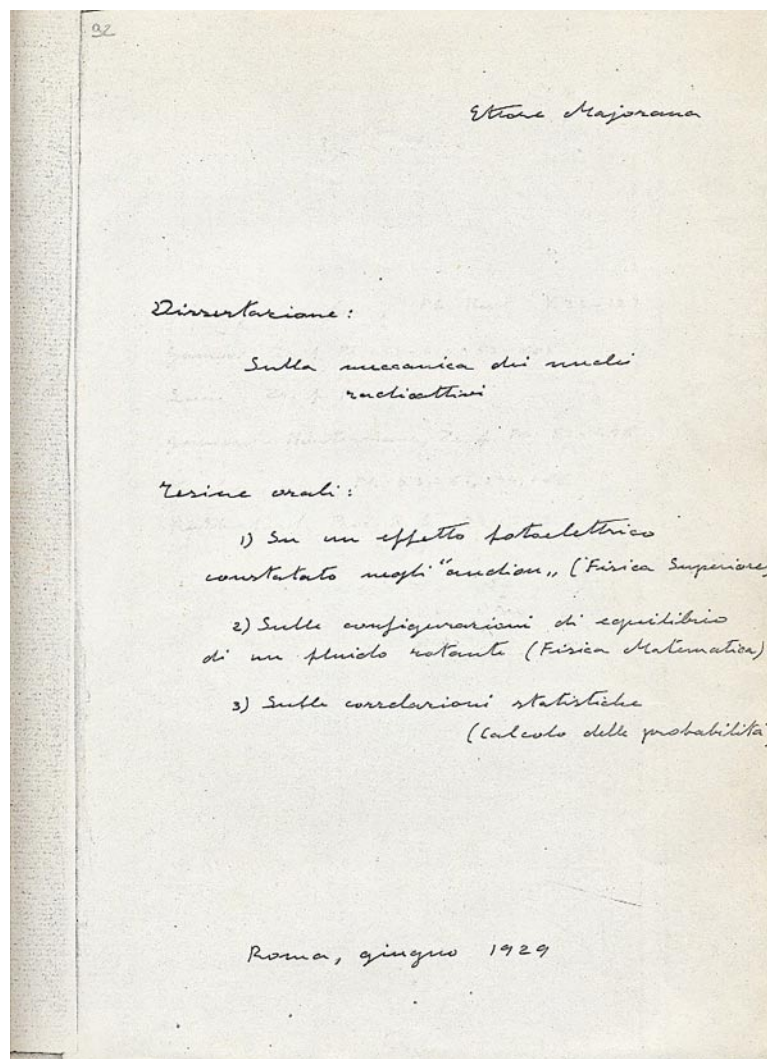 92
Ettore Majorana
Dissertazione:
Sulla meccanica dei nuclei
radioattivi
Tesine orali:
1) Su un effetto fotoelettrico
constatato negli "audion„ (Fisica Superiore)
2) Sulle configurazioni di equilibrio
di un fluido rotante (Fisica Matematica)
3) Sulle correlazioni statistiche
(Calcolo delle probabilità)
Roma, giugno 1929